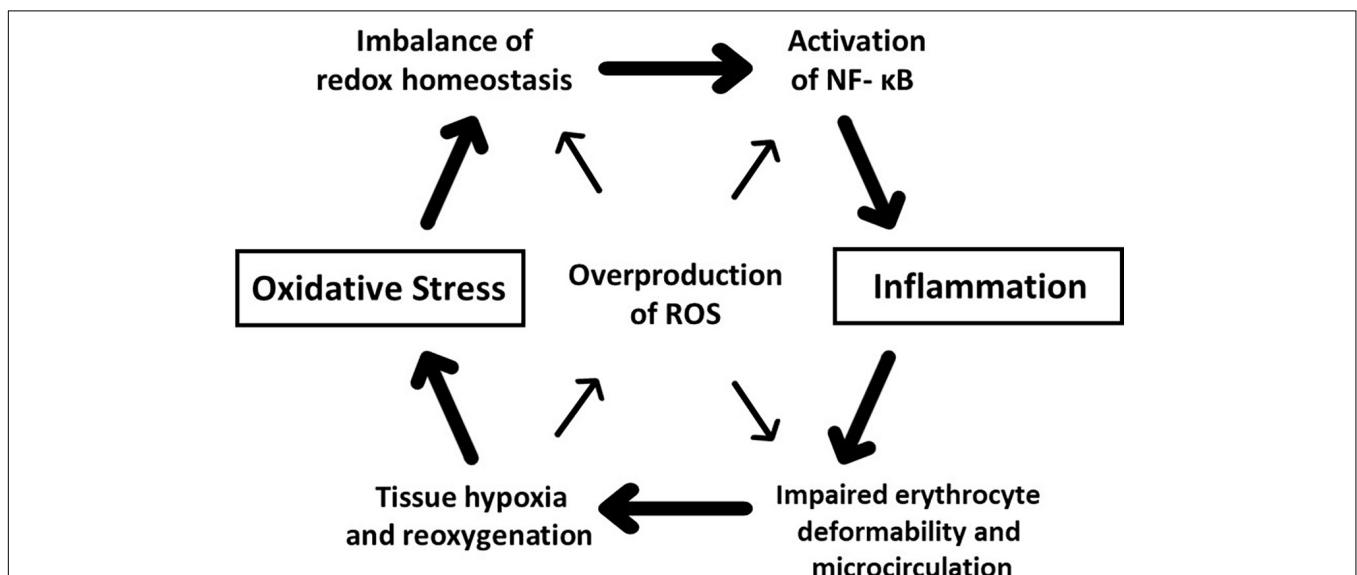 Imbalance of
redox homeostasis
Activation
of NF- κB
Oxidative Stress
Overproduction
of ROS
Inflammation
Tissue hypoxia
and reoxygenation
Impaired erythrocyte
deformability and
microcirculation